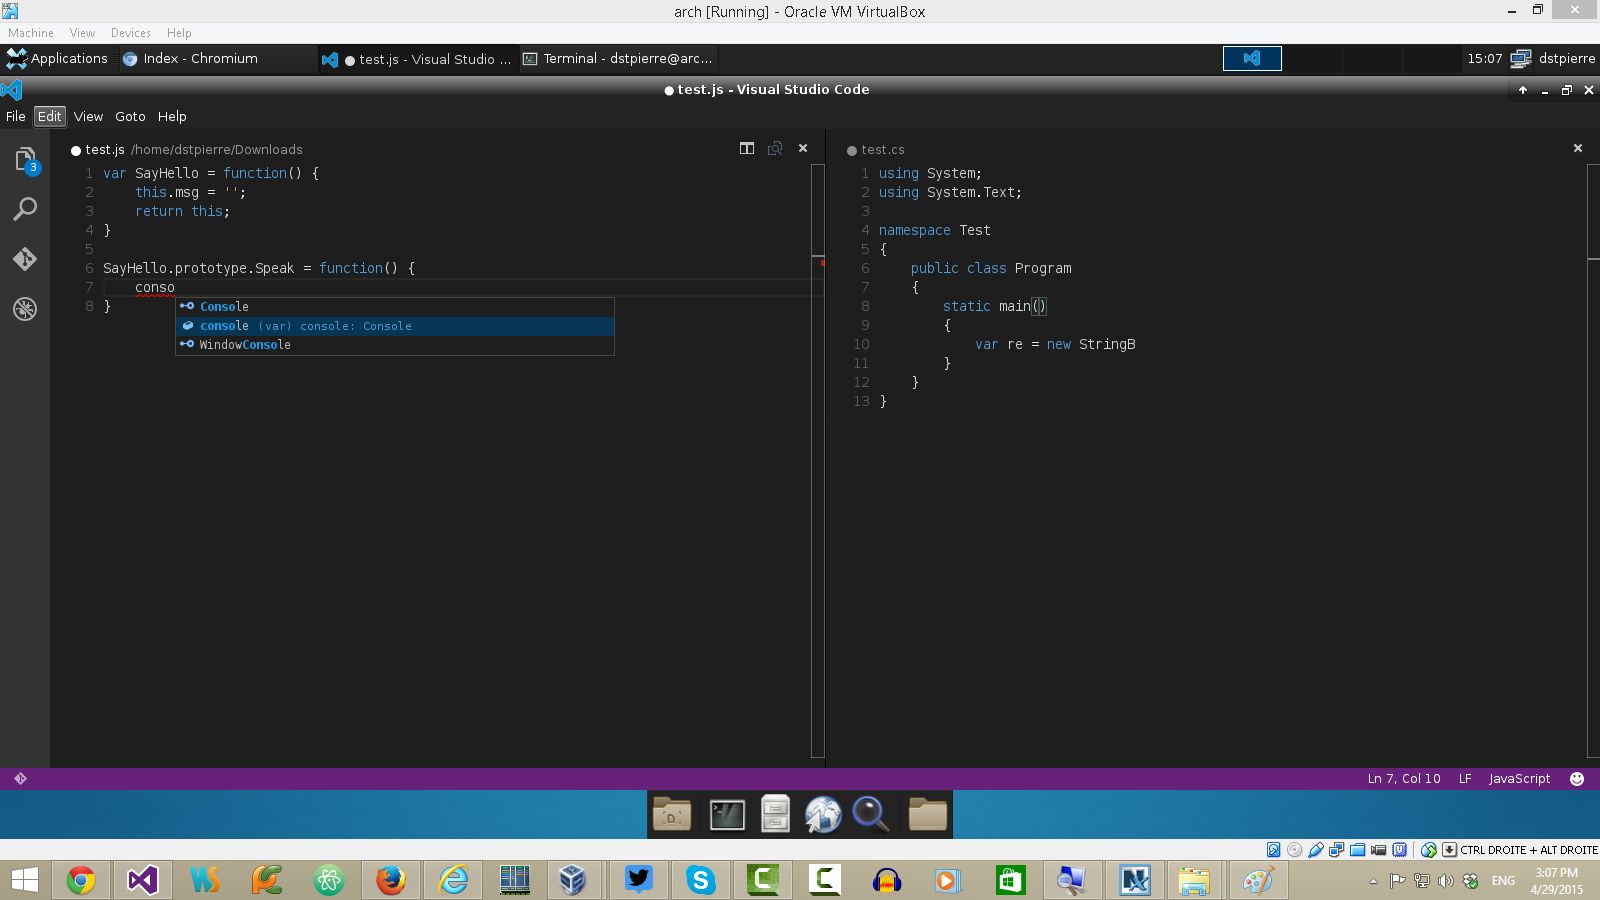 arch [Running] - Oracle VM VirtualBox
Machine View Devices Help
Applications Index - Chromium ● test.js - Visual Studio ... Terminal - dstpierre@arc... 15:07 dstpierre
● test.js - Visual Studio Code
File Edit View Goto Help
3
● test.js /home/dstpierre/Downloads
1 var SayHello = function() {
2     this.msg = '';
3     return this;
4 }
5
6 SayHello.prototype.Speak = function() {
7     conso
8 }
Console
console (var) console: Console
WindowConsole
● test.cs
1 using System;
2 using System.Text;
3
4 namespace Test
5 {
6     public class Program
7     {
8         static main()
9         {
10             var re = new StringB
11         }
12     }
13 }
Ln 7, Col 10 LF JavaScript
D
CTRL DROITE + ALT DROITE
ENG 3:07 PM
4/29/2015